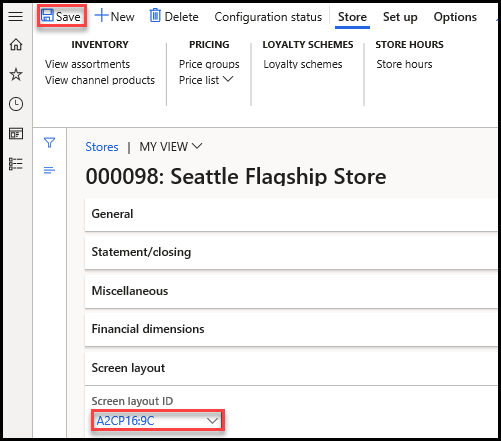 Save New Delete Configuration status Store Set up Options
INVENTORY PRICING LOYALTY SCHEMES STORE HOURS
View assortments Price groups Loyalty schemes Store hours
View channel products Price list
Stores | MY VIEW
000098: Seattle Flagship Store
General
Statement/closing
Miscellaneous
Financial dimensions
Screen layout
Screen layout ID
A2CP16:9C